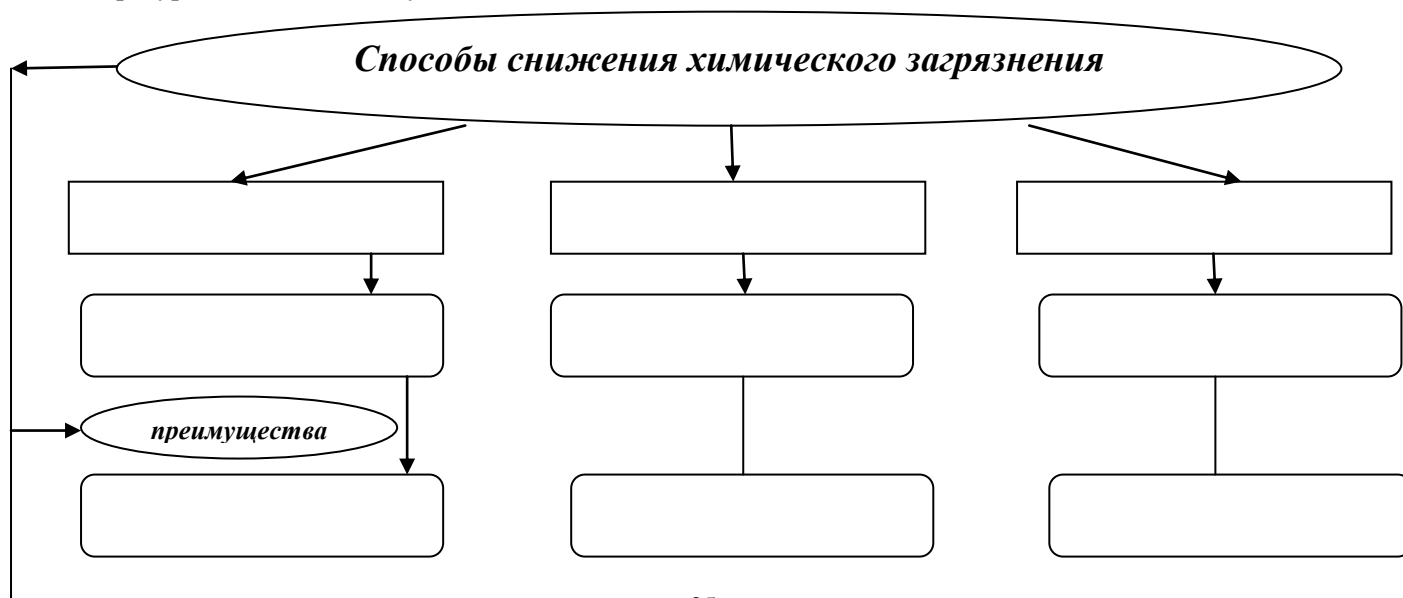 Способы снижения химического загрязнения
преимущества